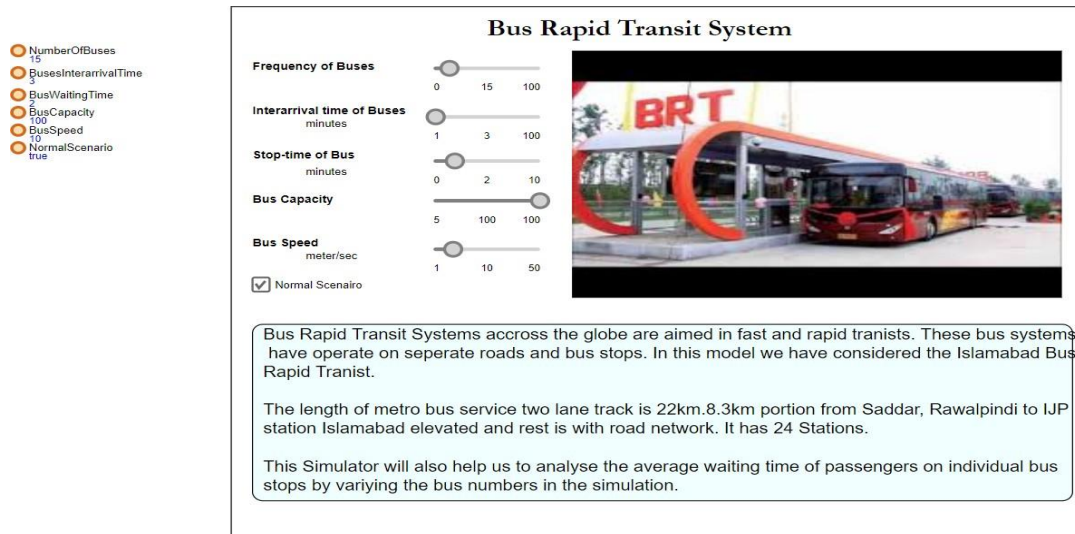 Bus Rapid Transit System
NumberOfBuses
15
BusesInterarrivalTime
3
BusWaitingTime
2
BusCapacity
100
BusSpeed
10
NormalScenario
true
Frequency of Buses
0 15 100
Interarrival time of Buses
minutes
1 3 100
Stop-time of Bus
minutes
0 2 10
Bus Capacity
5 100 100
Bus Speed
meter/sec
1 10 50
Normal Scenairo
BRT
Bus Rapid Transit Systems accross the globe are aimed in fast and rapid tranists. These bus systems
have operate on seperate roads and bus stops. In this model we have considered the Islamabad Bus
Rapid Tranist.
The length of metro bus service two lane track is 22km.8.3km portion from Saddar, Rawalpindi to IJP
station Islamabad elevated and rest is with road network. It has 24 Stations.
This Simulator will also help us to analyse the average waiting time of passengers on individual bus
stops by variying the bus numbers in the simulation.